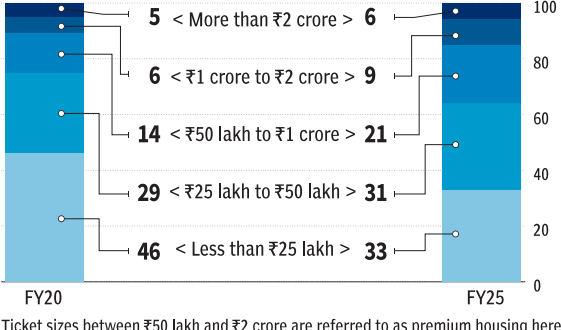 5 < More than ₹2 crore > 6
100
6 < ₹1 crore to ₹2 crore > 9
80
14 < ₹50 lakh to ₹1 crore > 21
60
29 < ₹25 lakh to ₹50 lakh > 31
40
46 < Less than ₹25 lakh > 33
20
0
FY20 FY25
Ticket sizes between ₹50 lakh and ₹2 crore are referred to as premium housing here